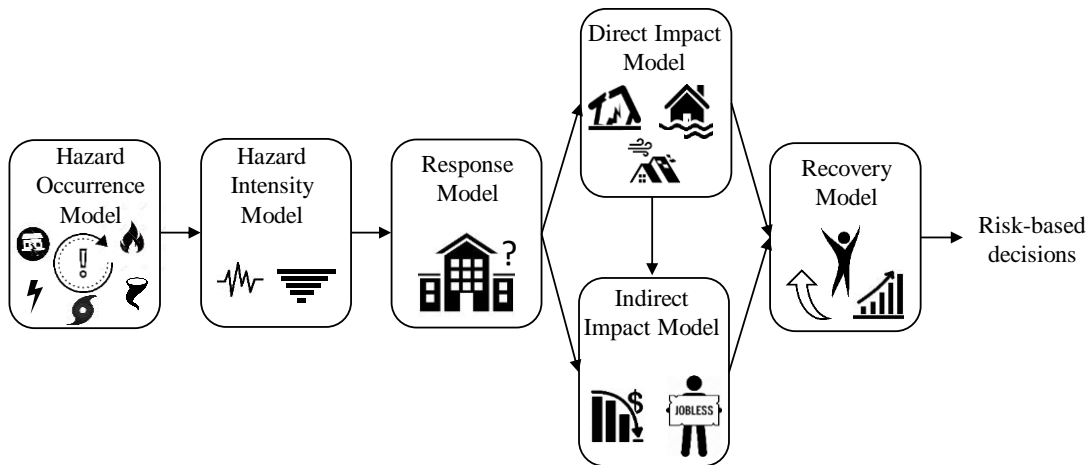 Hazard
Occurrence
Model
!
Hazard
Intensity
Model
Response
Model
?
Direct Impact
Model
Indirect
Impact Model
$
JOBLESS
Recovery
Model
Risk-based
decisions